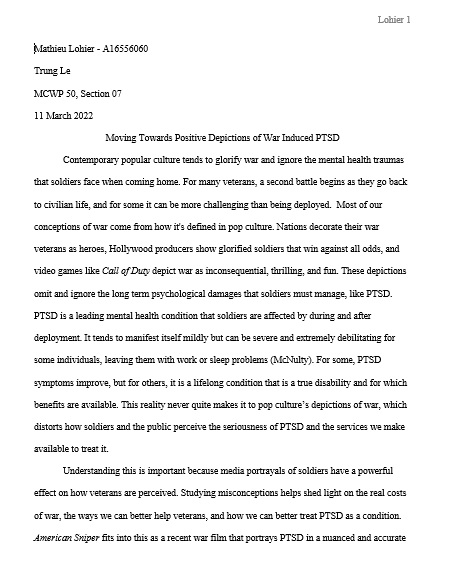 Lohier 1
Mathieu Lohier - A16556060
Trung Le
MCWP 50, Section 07
11 March 2022
Moving Towards Positive Depictions of War Induced PTSD
Contemporary popular culture tends to glorify war and ignore the mental health traumas
that soldiers face when coming home. For many veterans, a second battle begins as they go back
to civilian life, and for some it can be more challenging than being deployed.  Most of our
conceptions of war come from how it's defined in pop culture. Nations decorate their war
veterans as heroes, Hollywood producers show glorified soldiers that win against all odds, and
video games like Call of Duty depict war as inconsequential, thrilling, and fun. These depictions
omit and ignore the long term psychological damages that soldiers must manage, like PTSD.
PTSD is a leading mental health condition that soldiers are affected by during and after
deployment. It tends to manifest itself mildly but can be severe and extremely debilitating for
some individuals, leaving them with work or sleep problems (McNulty). For some, PTSD
symptoms improve, but for others, it is a lifelong condition that is a true disability and for which
benefits are available. This reality never quite makes it to pop culture’s depictions of war, which
distorts how soldiers and the public perceive the seriousness of PTSD and the services we make
available to treat it.
Understanding this is important because media portrayals of soldiers have a powerful
effect on how veterans are perceived. Studying misconceptions helps shed light on the real costs
of war, the ways we can better help veterans, and how we can better treat PTSD as a condition.
American Sniper fits into this as a recent war film that portrays PTSD in a nuanced and accurate